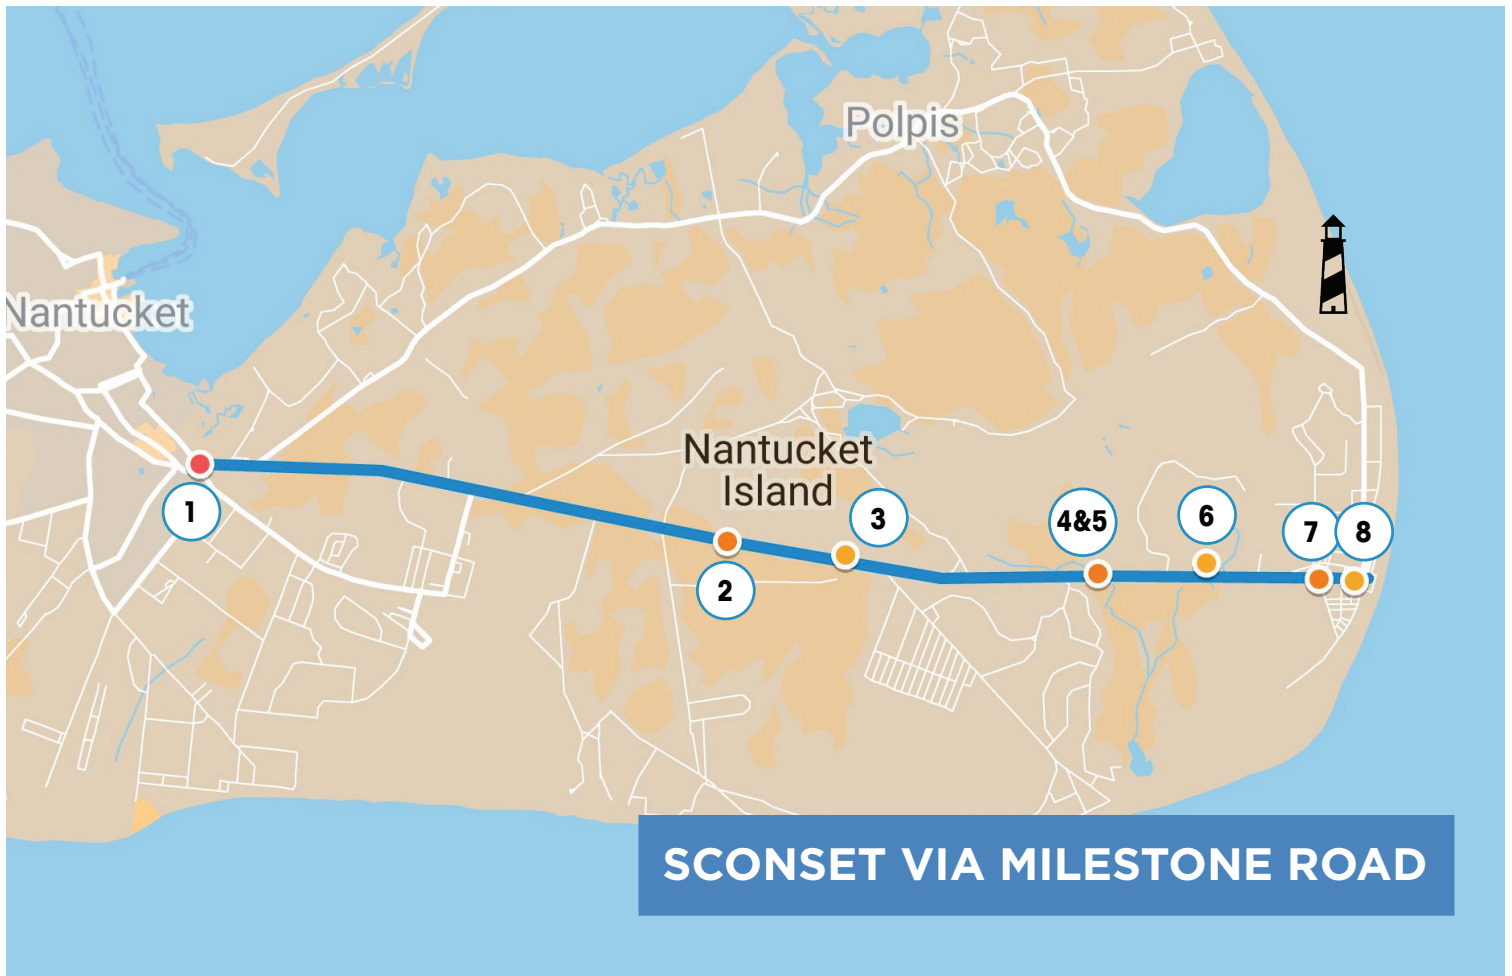 Polpis
Nantucket
Nantucket
Island
1
2
3
4&5
6
7
8
SCONSET VIA MILESTONE ROAD